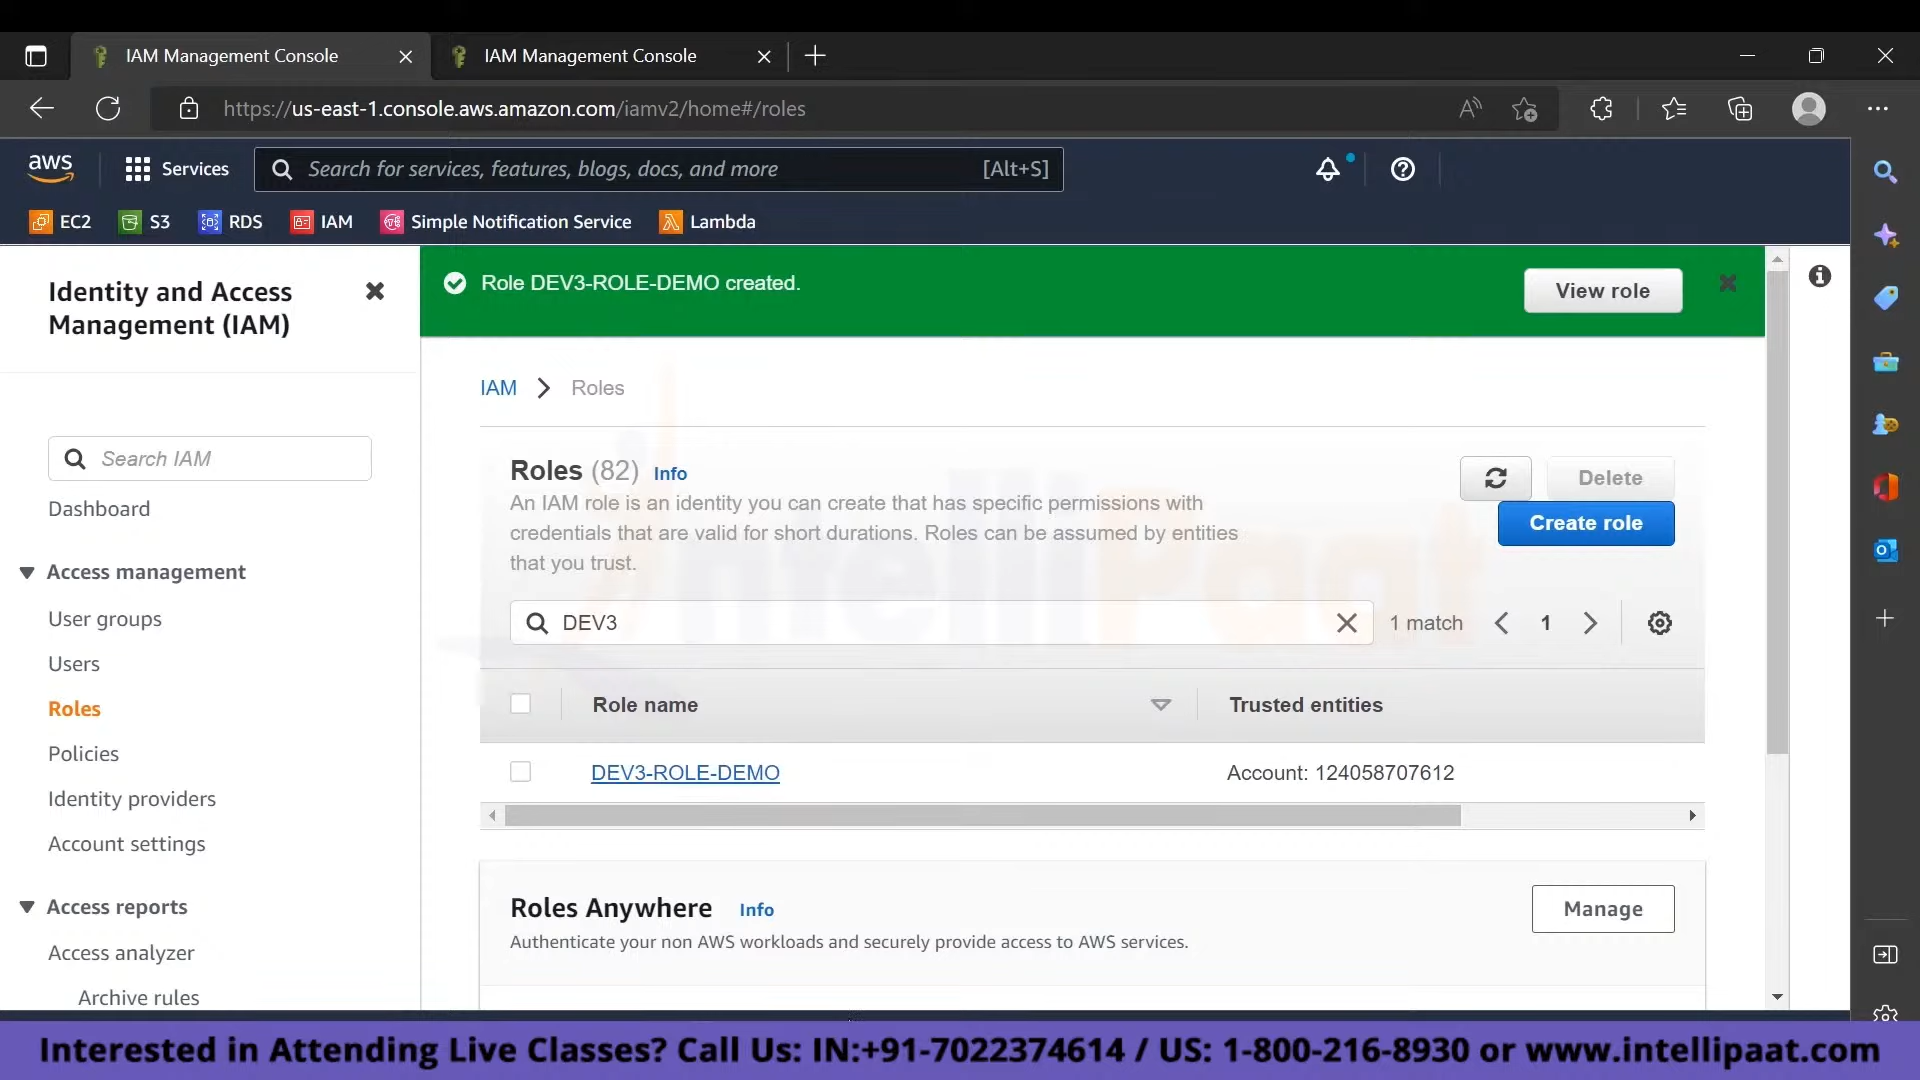 IAM Management Console
IAM Management Console
https://us-east-1.console.aws.amazon.com/iamv2/home#/roles
aws
Services
Search for services, features, blogs, docs, and more
[Alt+S]
EC2
S3
RDS
IAM
Simple Notification Service
Lambda
Identity and Access
Management (IAM)
Role DEV3-ROLE-DEMO created.
View role
IAM
Roles
Search IAM
Dashboard
Access management
User groups
Users
Roles
Policies
Identity providers
Account settings
Access reports
Access analyzer
Archive rules
Roles (82) Info
An IAM role is an identity you can create that has specific permissions with
credentials that are valid for short durations. Roles can be assumed by entities
that you trust.
Delete
Create role
DEV3
1 match
1
Role name
Trusted entities
DEV3-ROLE-DEMO
Account: 124058707612
Roles Anywhere Info
Authenticate your non AWS workloads and securely provide access to AWS services.
Manage
IntelliPaat
Interested in Attending Live Classes? Call Us: IN:+91-7022374614 / US: 1-800-216-8930 or www.intellipaat.com